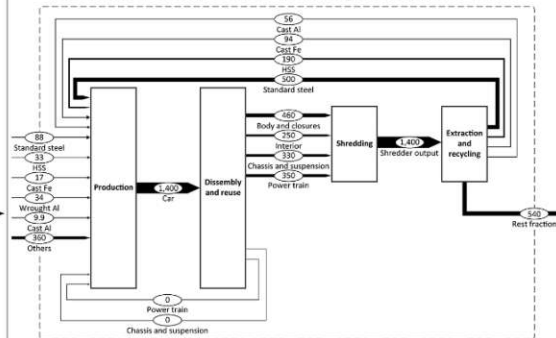 56
Cast Al
94
Cast Fe
190
HSS
500
Standard steel
88
Standard steel
33
HSS
17
Cast Fe
34
Wrought Al
9.9
Cast Al
360
Others
Production
1,400
Car
Dissembly
and reuse
460
Body and closures
250
Interior
330
Chassis and suspension
350
Power train
Shredding
1,400
Shredder output
Extraction
and
recycling
540
Rest fraction
0
Power train
0
Chassis and suspension